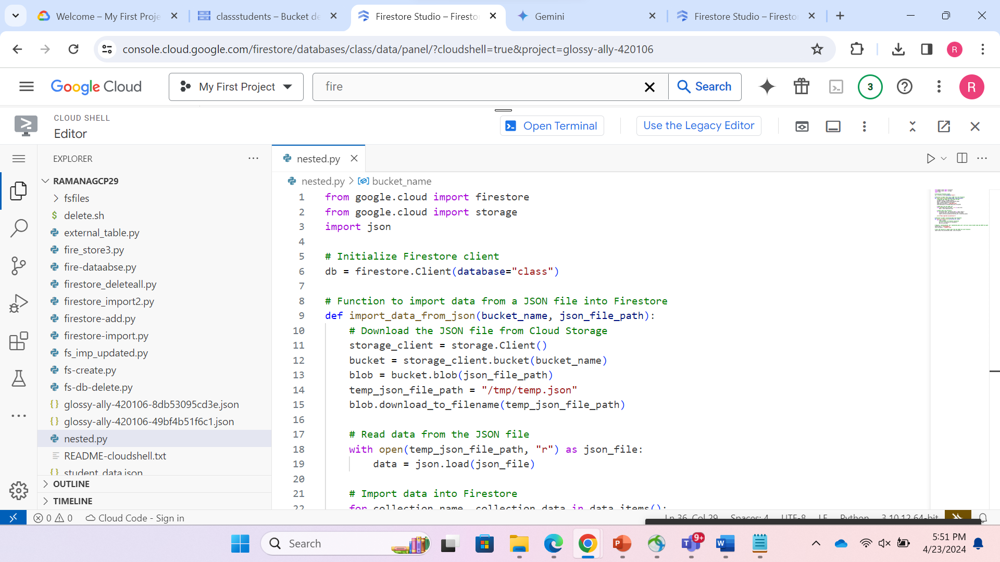 Welcome – My First Proje
classstudents – Bucket de
Firestore Studio – Firesto
Gemini
Firestore Studio – Firesto
console.cloud.google.com/firestore/databases/class/data/panel/?cloudshell=true&project=glossy-ally-420106
R
Google Cloud
My First Project
fire
Search
3
R
CLOUD SHELL
Editor
Open Terminal
Use the Legacy Editor
EXPLORER
nested.py
RAMANAGCP29
fsfiles
delete.sh
external_table.py
fire_store3.py
fire-dataabse.py
firestore_deleteall.py
firestore_import2.py
firestore-add.py
firestore-import.py
fs_imp_updated.py
fs-create.py
fs-db-delete.py
glossy-ally-420106-8db53095cd3e.json
glossy-ally-420106-49bf4b51f6c1.json
nested.py
README-cloudshell.txt
student_data.json
OUTLINE
TIMELINE
nested.py > bucket_name
1 from google.cloud import firestore
2 from google.cloud import storage
3 import json
4
5 # Initialize Firestore client
6 db = firestore.Client(database="class")
7
8 # Function to import data from a JSON file into Firestore
9 def import_data_from_json(bucket_name, json_file_path):
10 # Download the JSON file from Cloud Storage
11 storage_client = storage.Client()
12 bucket = storage_client.bucket(bucket_name)
13 blob = bucket.blob(json_file_path)
14 temp_json_file_path = "/tmp/temp.json"
15 blob.download_to_filename(temp_json_file_path)
16
17 # Read data from the JSON file
18 with open(temp_json_file_path, "r") as json_file:
19 data = json.load(json_file)
20
21 # Import data into Firestore
22 for collection_name, collection_data in data.items():
0 0 Cloud Code - Sign in
Ln 36, Col 29 Spaces: 4 UTF-8 LF Python 3.10.12 64-bit
Search
9+
5:51 PM
4/23/2024